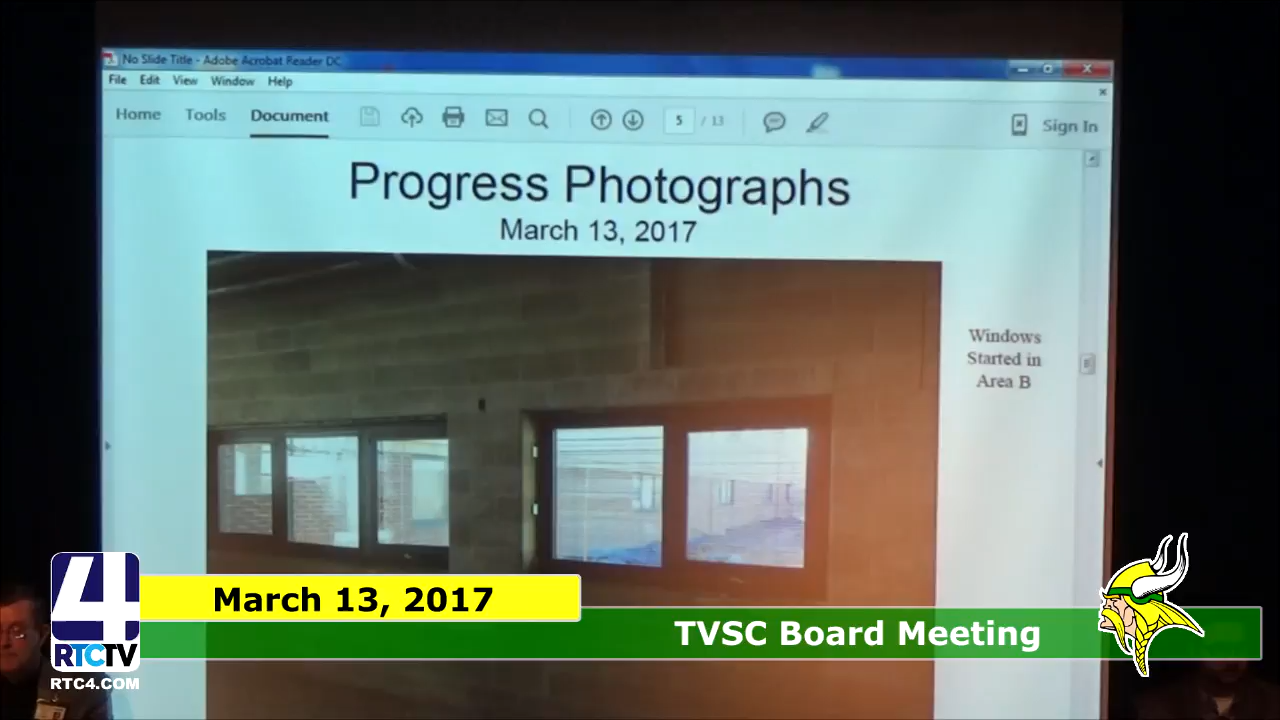 No Slide Title - Adobe Acrobat Reader DC
File Edit View Window Help
Home Tools Document 5 / 13 Sign In
Progress Photographs
March 13, 2017
Windows
Started in
Area B
4
RTCTV
RTC4.COM
March 13, 2017
TVSC Board Meeting